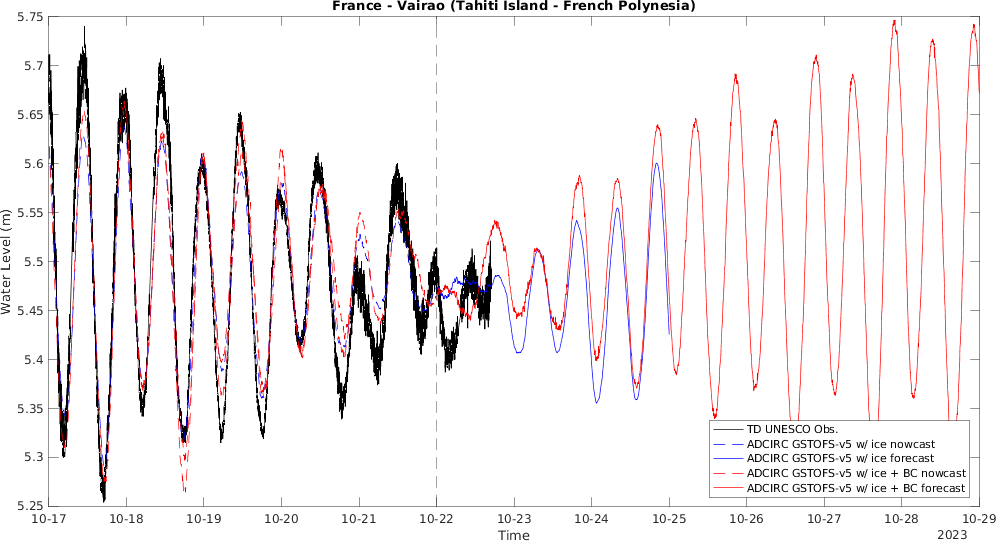 France - Vairao (Tahiti Island - French Polynesia)
5.75
5.7
5.65
5.6
5.55
5.5
5.45
5.4
5.35
5.3
5.25
Water Level (m)
TD UNESCO Obs.
ADCIRC GSTOFS-v5 w/ ice nowcast
ADCIRC GSTOFS-v5 w/ ice forecast
ADCIRC GSTOFS-v5 w/ ice + BC nowcast
ADCIRC GSTOFS-v5 w/ ice + BC forecast
10-17 10-18 10-19 10-20 10-21 10-22 10-23 10-24 10-25 10-26 10-27 10-28 10-29
Time
2023